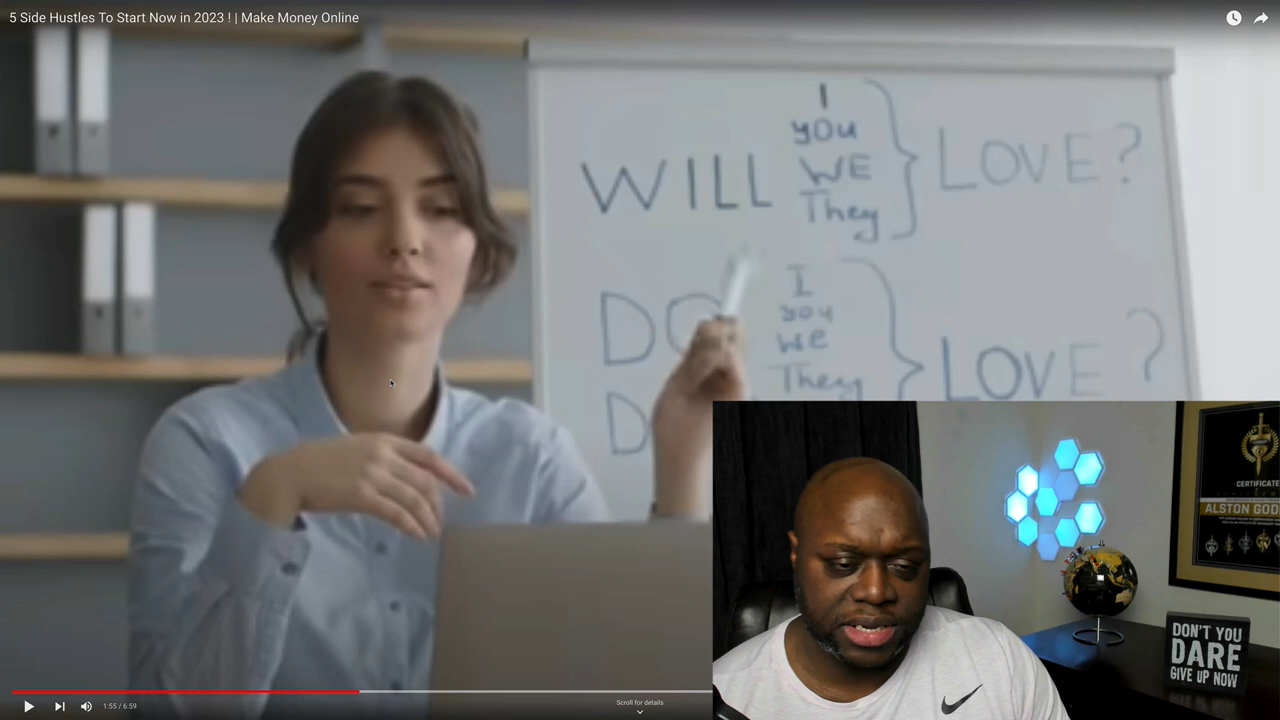 5 Side Hustles To Start Now in 2023 ! | Make Money Online
I
you
WILL WE LOVE?
They
I
you
DO we LOVE ?
They
D
CERTIFICATE
ALSTON GOD
DON'T YOU
DARE
GIVE UP NOW
1:55 / 6:59
Scroll for details